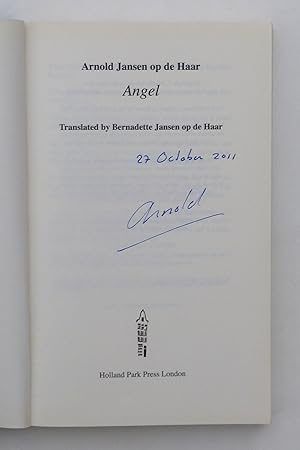 Arnold Jansen op de Haar
Angel
Translated by Bernadette Jansen op de Haar
27 October 2011
Arnold
Holland Park Press London